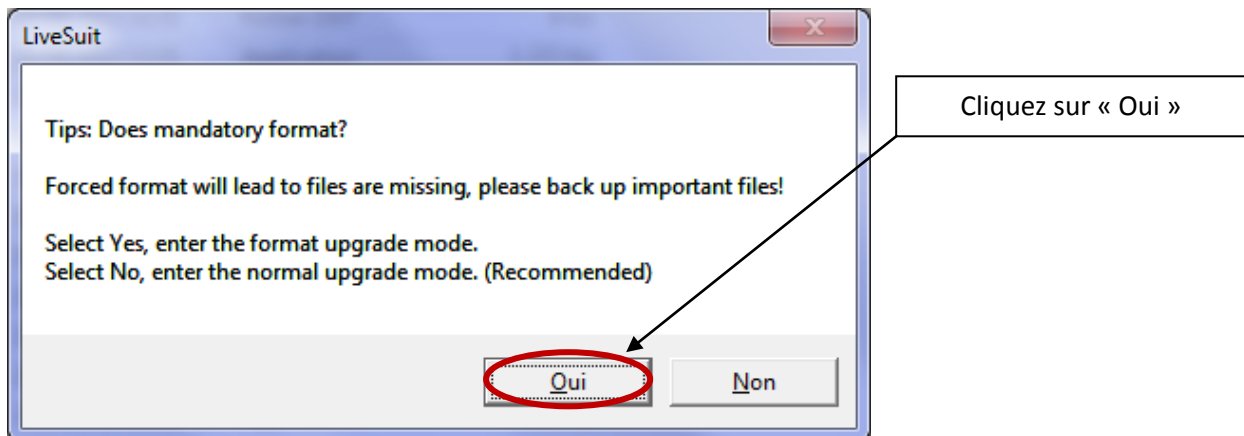 LiveSuit
Cliquez sur « Oui »
Tips: Does mandatory format?
Forced format will lead to files are missing, please back up important files!
Select Yes, enter the format upgrade mode.
Select No, enter the normal upgrade mode. (Recommended)
Oui
Non